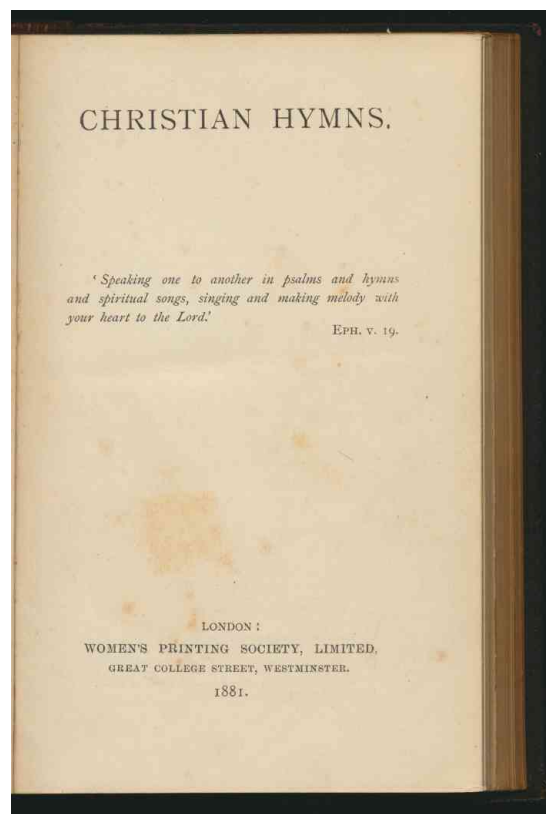 CHRISTIAN HYMNS.
‘ Speaking one to another in psalms and hymns
and spiritual songs, singing and making melody with
your heart to the Lord.’
EPH. V. 19.
LONDON :
WOMEN'S PRINTING SOCIETY, LIMITED,
GREAT COLLEGE STREET, WESTMINSTER.
1881.